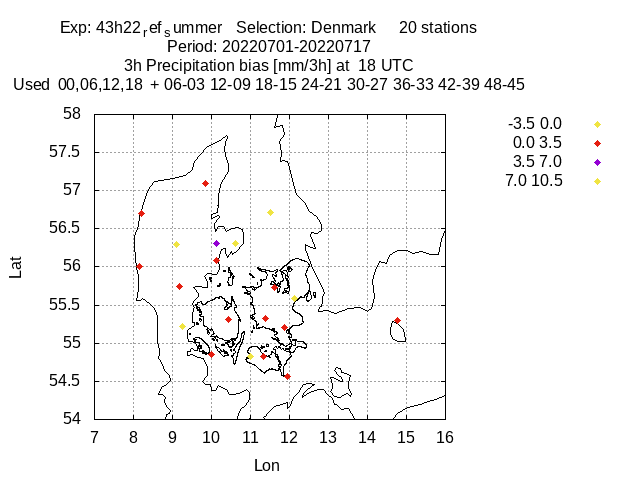 Exp: 43h22refsummer Selection: Denmark 20 stations
Period: 20220701-20220717
3h Precipitation bias [mm/3h] at 18 UTC
Used 00,06,12,18 + 06-03 12-09 18-15 24-21 30-27 36-33 42-39 48-45
-3.5 0.0
0.0 3.5
3.5 7.0
7.0 10.5
58
57.5
57
56.5
56
55.5
55
54.5
54
Lat
7 8 9 10 11 12 13 14 15 16
Lon